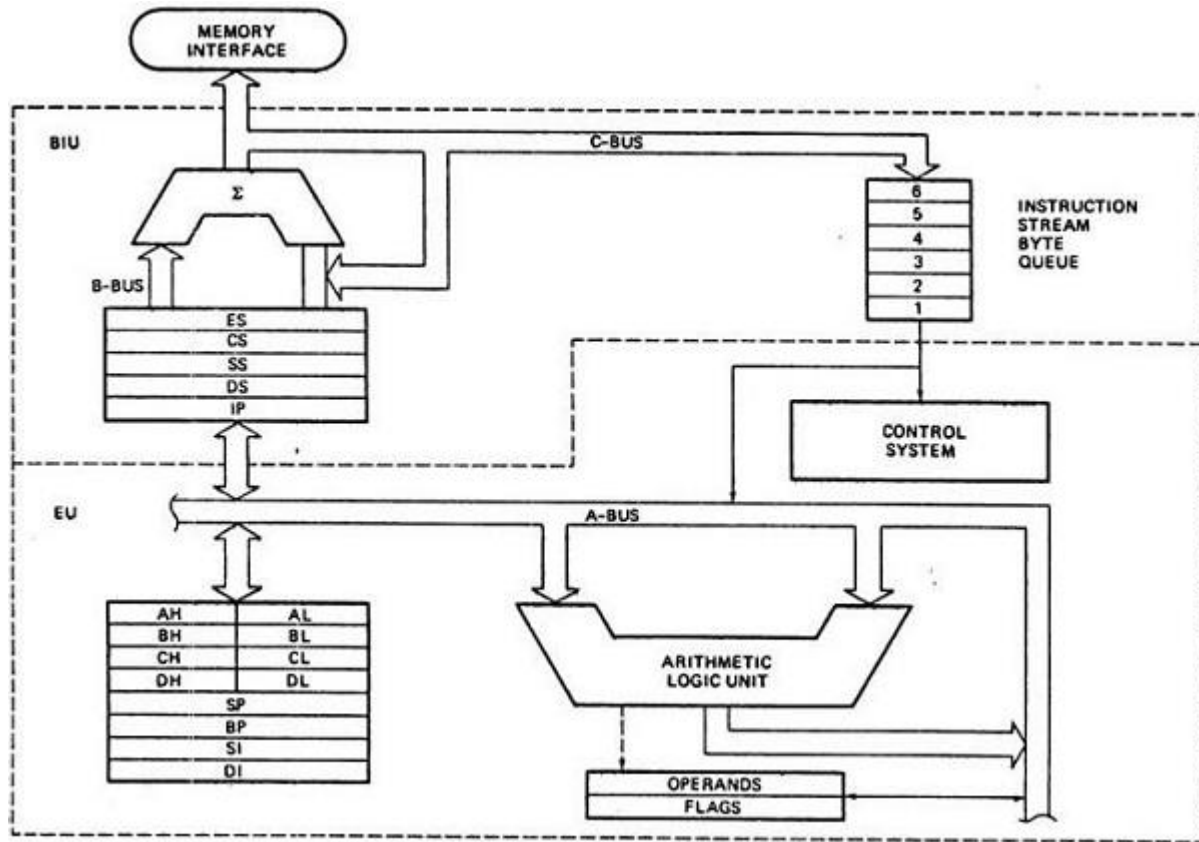 MEMORY
INTERFACE
BIU
C-BUS
Σ
B-BUS
6
5
4
3
2
1
INSTRUCTION
STREAM
BYTE
QUEUE
ES
CS
SS
DS
IP
CONTROL
SYSTEM
EU
A-BUS
AH AL
BH BL
CH CL
DH DL
SP
BP
SI
DI
ARITHMETIC
LOGIC UNIT
OPERANDS
FLAGS